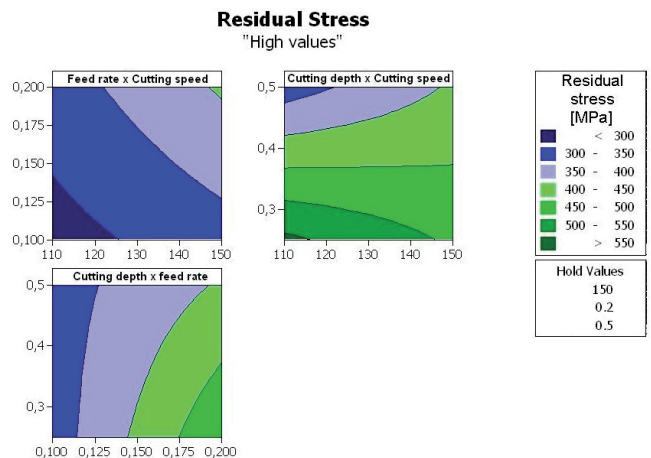 Residual Stress
"High values"
Feed rate x Cutting speed
0,200
0,175
0,150
0,125
0,100
110 120 130 140 150
Cutting depth x Cutting speed
0,5
0,4
0,3
110 120 130 140 150
Cutting depth x feed rate
0,5
0,4
0,3
0,100 0,125 0,150 0,175 0,200
Residual
stress
[MPa]
< 300
300 - 350
350 - 400
400 - 450
450 - 500
500 - 550
> 550
Hold Values
150
0.2
0.5